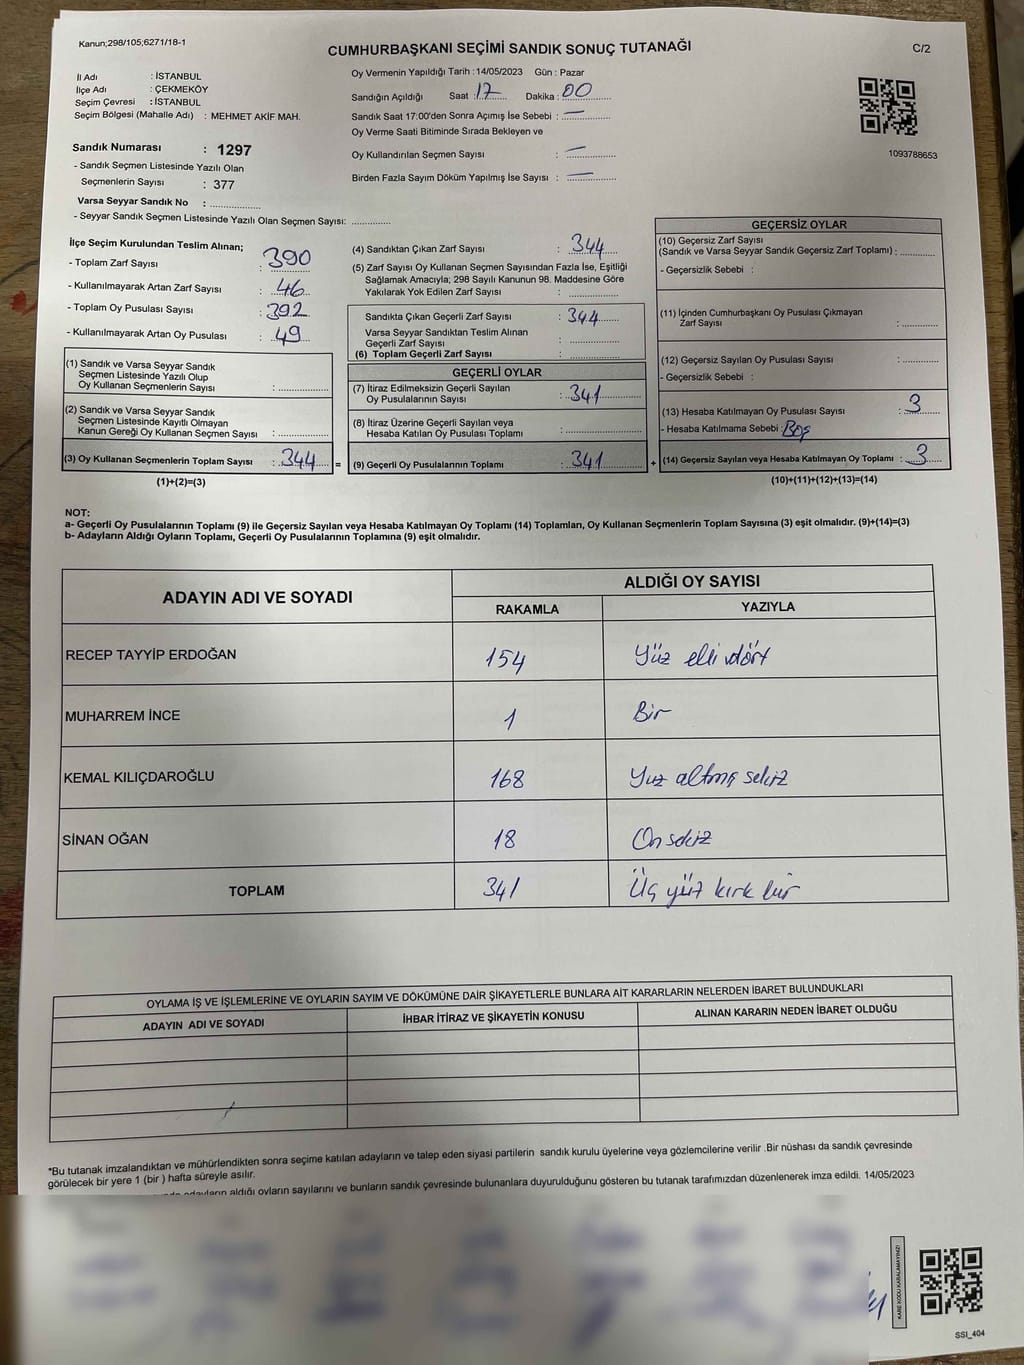 Kanun;298/105;6271/18-1
CUMHURBAŞKANI SEÇİMİ SANDIK SONUÇ TUTANAĞI
C/2
İl Adı : İSTANBUL
İlçe Adı : ÇEKMEKÖY
Seçim Çevresi : İSTANBUL
Seçim Bölgesi (Mahalle Adı) : MEHMET AKİF MAH.
Sandık Numarası : 1297
- Sandık Seçmen Listesinde Yazılı Olan
Seçmenlerin Sayısı : 377
Varsa Seyyar Sandık No : ..............
- Seyyar Sandık Seçmen Listesinde Yazılı Olan Seçmen Sayısı: ............
Oy Vermenin Yapıldığı Tarih : 14/05/2023 Gün : Pazar
Sandığın Açıldığı Saat : 17 Dakika : 00
Sandık Saat 17:00'den Sonra Açımış İse Sebebi : —
Oy Verme Saati Bitiminde Sırada Bekleyen ve
Oy Kullandırılan Seçmen Sayısı : —
Birden Fazla Sayım Döküm Yapılmış İse Sayısı : —
1093788653
İlçe Seçim Kurulundan Teslim Alınan;
- Toplam Zarf Sayısı : 390
- Kullanılmayarak Artan Zarf Sayısı : 46
- Toplam Oy Pusulası Sayısı : 392
- Kullanılmayarak Artan Oy Pusulası : 49
(1) Sandık ve Varsa Seyyar Sandık
Seçmen Listesinde Yazılı Olup
Oy Kullanan Seçmenlerin Sayısı : ..............
(2) Sandık ve Varsa Seyyar Sandık
Seçmen Listesinde Kayıtlı Olmayan
Kanun Gereği Oy Kullanan Seçmen Sayısı : ..............
(3) Oy Kullanan Seçmenlerin Toplam Sayısı : 344 =
(1)+(2)=(3)
(4) Sandıktan Çıkan Zarf Sayısı : 344
(5) Zarf Sayısı Oy Kullanan Seçmen Sayısından Fazla İse, Eşitliği
Sağlamak Amacıyla; 298 Sayılı Kanunun 98. Maddesine Göre
Yakılarak Yok Edilen Zarf Sayısı : ..............
Sandıkta Çıkan Geçerli Zarf Sayısı : 344
Varsa Seyyar Sandıktan Teslim Alınan
Geçerli Zarf Sayısı : ..............
(6) Toplam Geçerli Zarf Sayısı : ..............
GEÇERLİ OYLAR
(7) İtiraz Edilmeksizin Geçerli Sayılan
Oy Pusulalarının Sayısı : 341
(8) İtiraz Üzerine Geçerli Sayılan veya
Hesaba Katılan Oy Pusulası Toplamı : ..............
(9) Geçerli Oy Pusulalarının Toplamı : 341 +
GEÇERSİZ OYLAR
(10) Geçersiz Zarf Sayısı
(Sandık ve Varsa Seyyar Sandık Geçersiz Zarf Toplamı) : ............
- Geçersizlik Sebebi :
(11) İçinden Cumhurbaşkanı Oy Pusulası Çıkmayan
Zarf Sayısı : ............
(12) Geçersiz Sayılan Oy Pusulası Sayısı : ............
- Geçersizlik Sebebi :
(13) Hesaba Katılmayan Oy Pusulası Sayısı : 3
- Hesaba Katılmama Sebebi : Boş
(14) Geçersiz Sayılan veya Hesaba Katılmayan Oy Toplamı : 3
(10)+(11)+(12)+(13)=(14)
NOT:
a- Geçerli Oy Pusulalarının Toplamı (9) ile Geçersiz Sayılan veya Hesaba Katılmayan Oy Toplamı (14) Toplamları, Oy Kullanan Seçmenlerin Toplam Sayısına (3) eşit olmalıdır. (9)+(14)=(3)
b- Adayların Aldığı Oyların Toplamı, Geçerli Oy Pusulalarının Toplamına (9) eşit olmalıdır.
ADAYIN ADI VE SOYADI ALDIĞI OY SAYISI
RAKAMLA YAZIYLA
RECEP TAYYİP ERDOĞAN 154 Yüz elli dört
MUHARREM İNCE 1 Bir
KEMAL KILIÇDAROĞLU 168 Yuz altmış sekiz
SİNAN OĞAN 18 On sekiz
TOPLAM 341 Üç yüz kırk bir
OYLAMA İŞ VE İŞLEMLERİNE VE OYLARIN SAYIM VE DÖKÜMÜNE DAİR ŞİKAYETLERLE BUNLARA AİT KARARLARIN NELERDEN İBARET BULUNDUKLARI
ADAYIN ADI VE SOYADI İHBAR İTİRAZ VE ŞİKAYETİN KONUSU ALINAN KARARIN NEDEN İBARET OLDUĞU
*Bu tutanak imzalandıktan ve mühürlendikten sonra seçime katılan adayların ve talep eden siyasi partilerin sandık kurulu üyelerine veya gözlemcilerine verilir .Bir nüshası da sandık çevresinde
görülecek bir yere 1 (bir ) hafta süreyle asılır.
adayların aldığı oyların sayılarını ve bunların sandık çevresinde bulunanlara duyurulduğunu gösteren bu tutanak tarafımızdan düzenlenerek imza edildi. 14/05/2023
KARE KODU KARALAMAYINIZ!
SSI_404